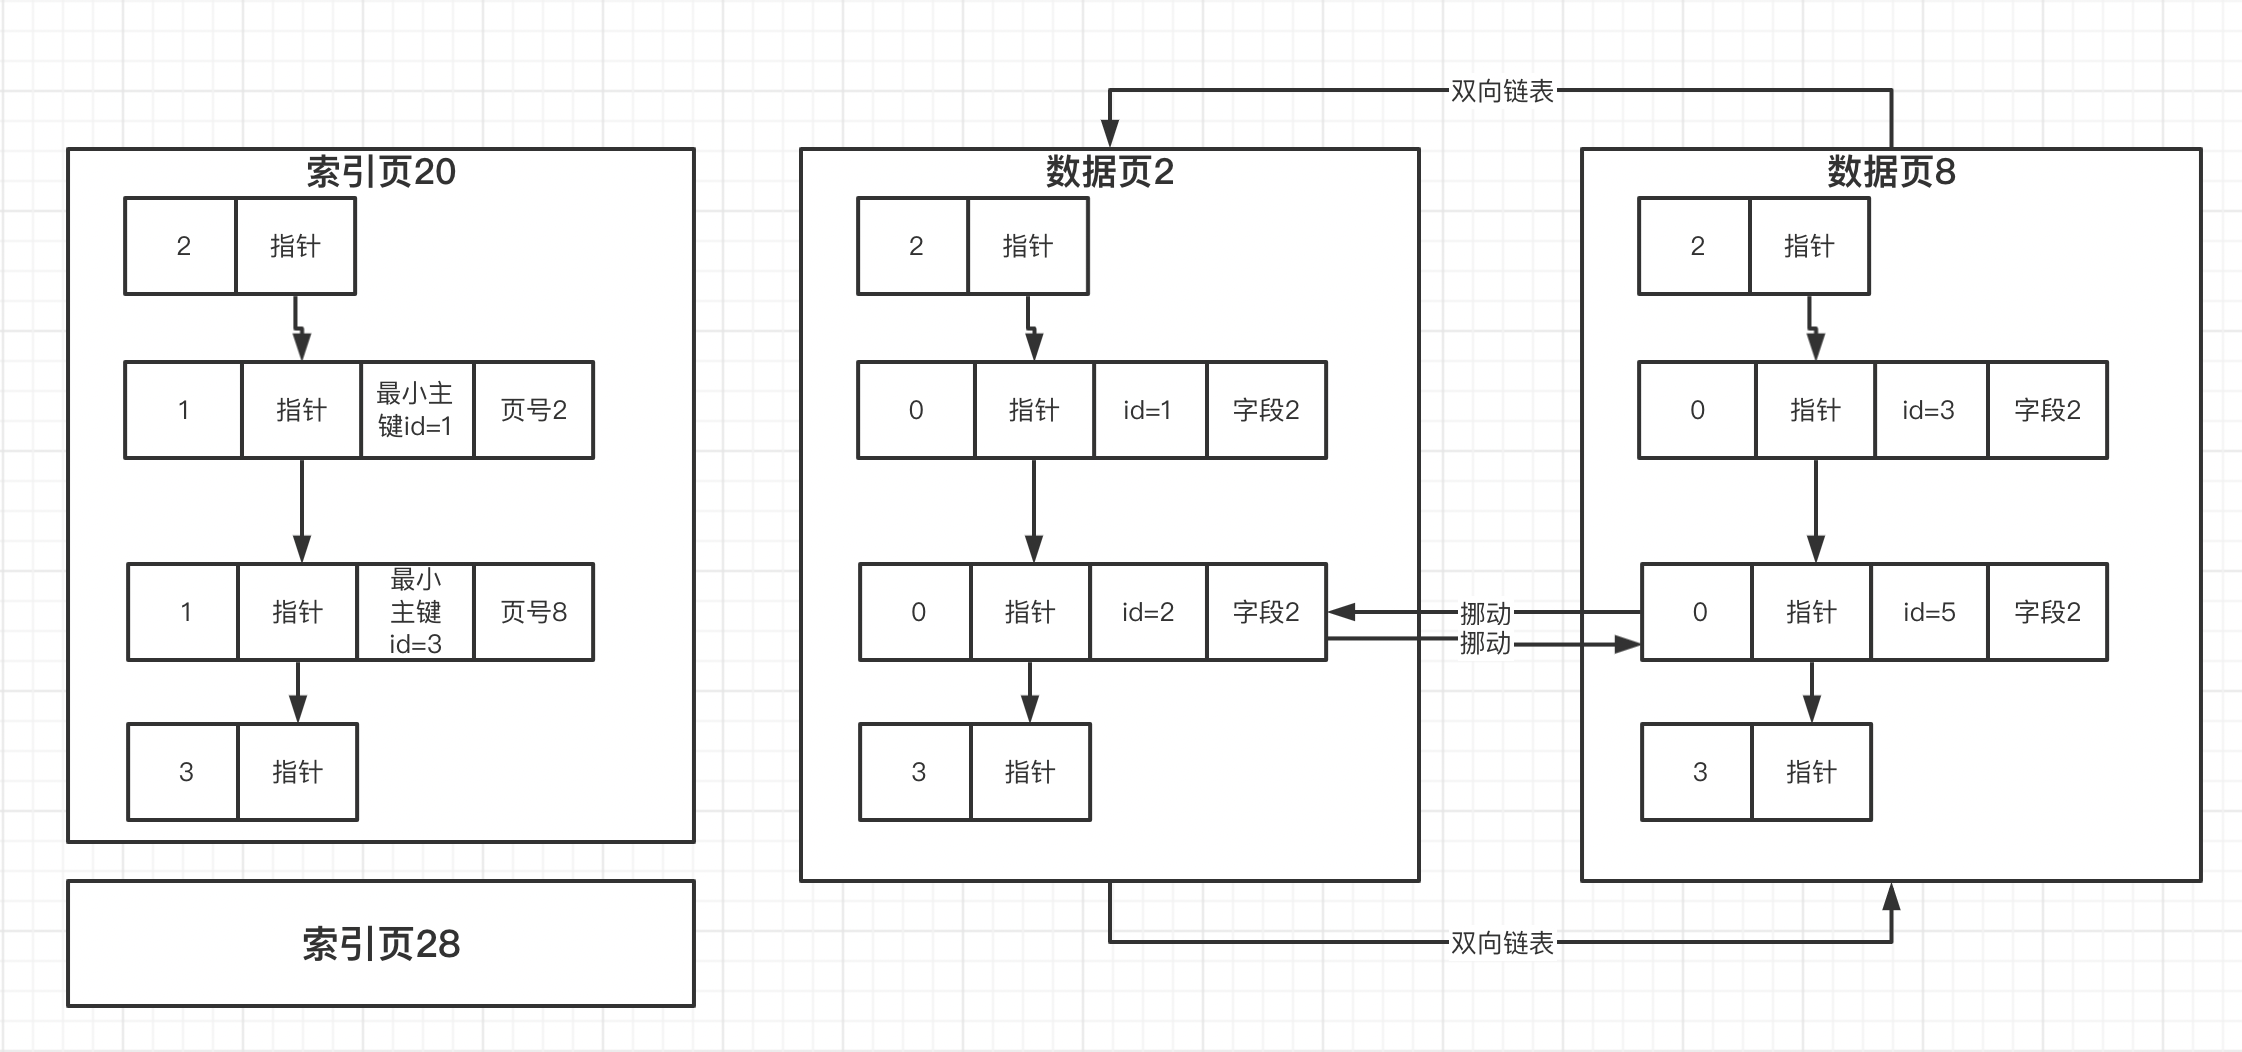 双向链表
索引页20
2 指针
1 指针 最小主 页号2
键id=1
1 指针 最小 页号8
主键
id=3
3 指针
索引页28
数据页2
2 指针
0 指针 id=1 字段2
0 指针 id=2 字段2
3 指针
挪动
挪动
数据页8
2 指针
0 指针 id=3 字段2
0 指针 id=5 字段2
3 指针
双向链表